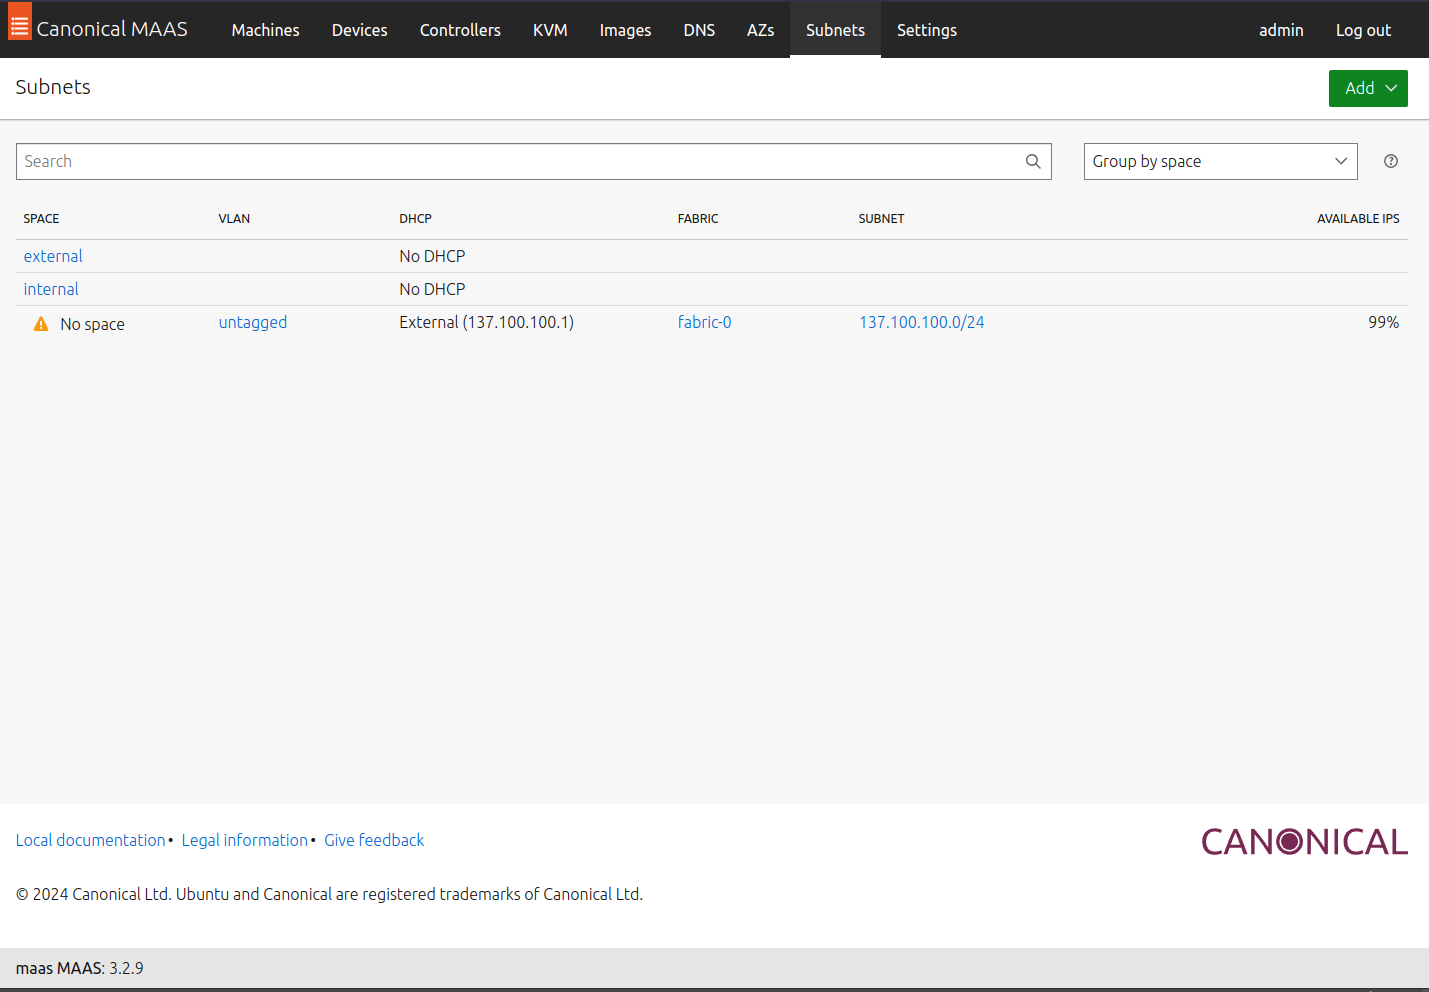 Canonical MAAS Machines Devices Controllers KVM Images DNS AZs Subnets Settings admin Log out
Subnets Add
Search Group by space
SPACE VLAN DHCP FABRIC SUBNET AVAILABLE IPS
external No DHCP
internal No DHCP
No space untagged External (137.100.100.1) fabric-0 137.100.100.0/24 99%
Local documentation • Legal information • Give feedback CANONICAL
© 2024 Canonical Ltd. Ubuntu and Canonical are registered trademarks of Canonical Ltd.
maas MAAS: 3.2.9